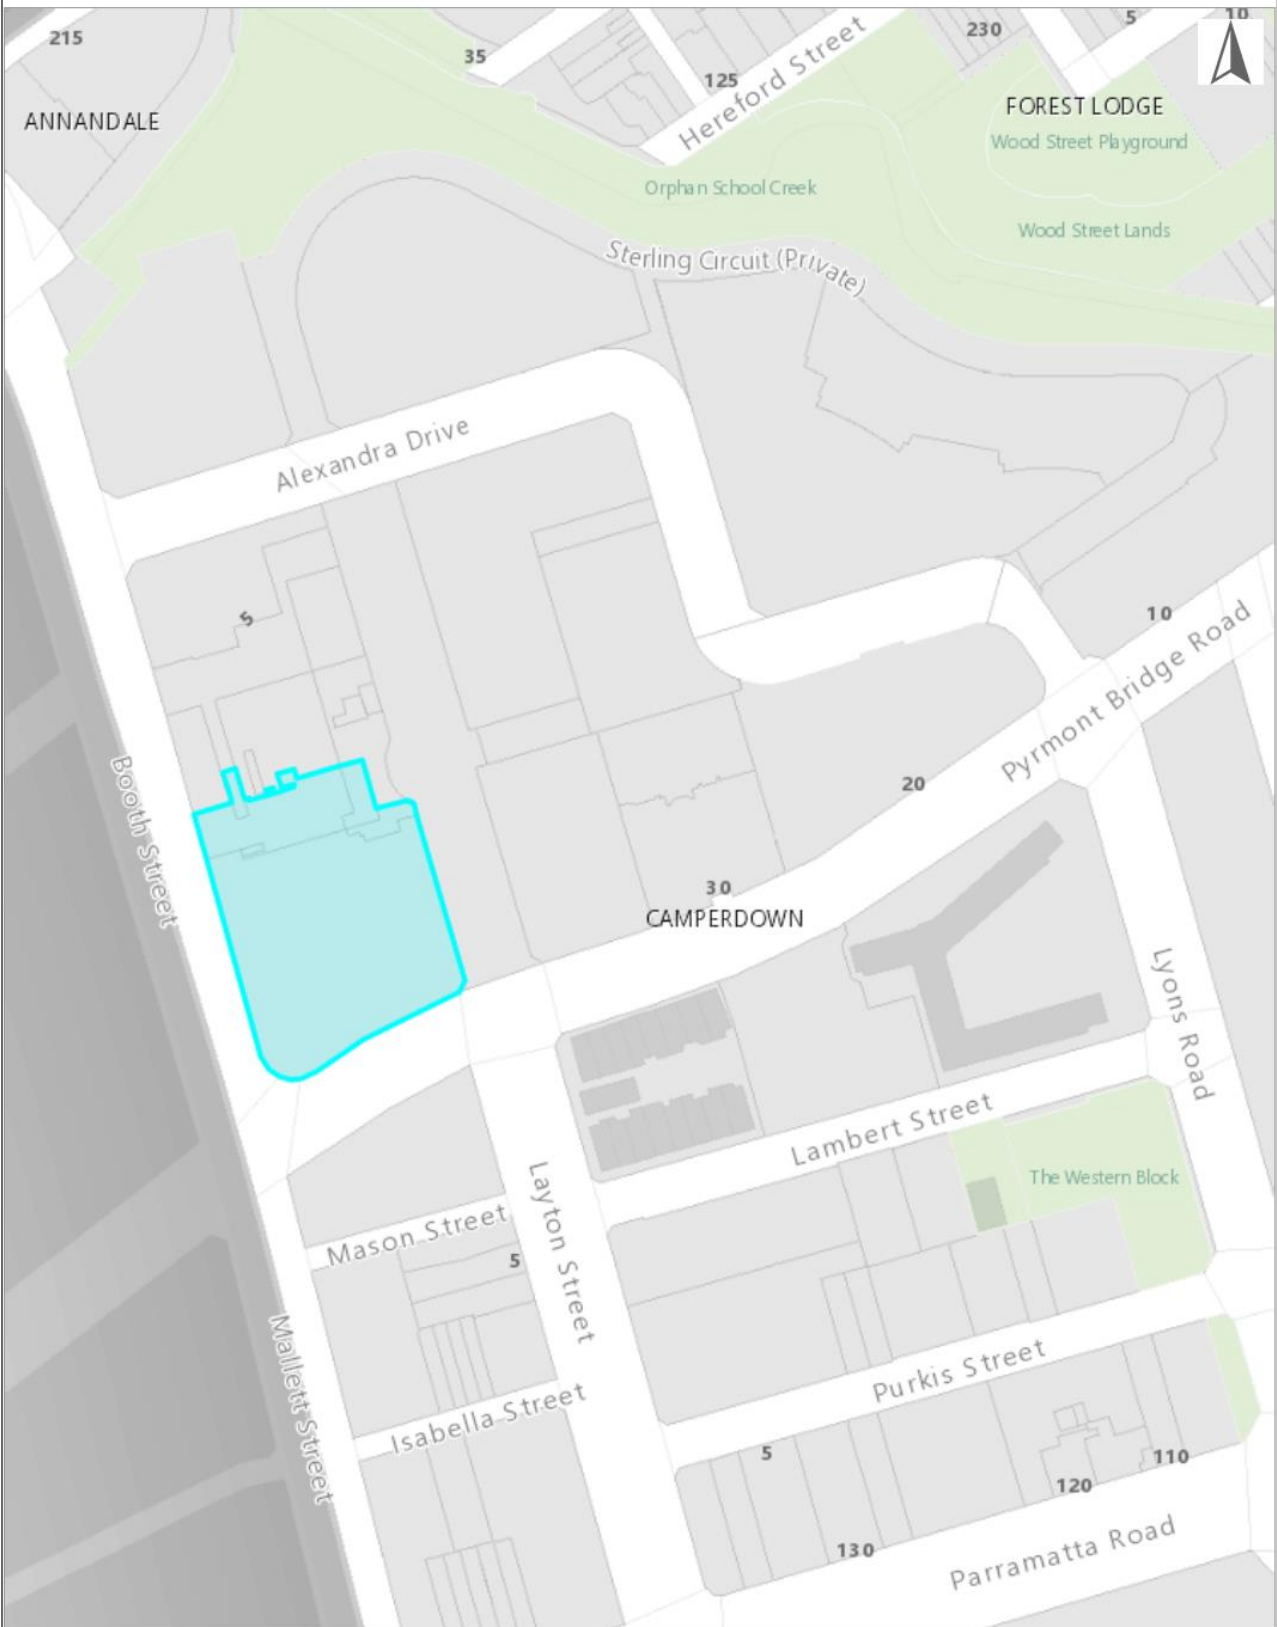 10
5
215
230
35
125
Hereford Street
FOREST LODGE
ANNANDALE
Wood Street Playground
Orphan School Creek
Wood Street Lands
Sterling Circuit (Private)
Alexandra Drive
10
5
Pyrmont Bridge Road
20
Booth Street
30
CAMPERDOWN
Lyons Road
Lambert Street
The Western Block
Layton Street
Mason Street
5
Mallett Street
Purkis Street
Isabella Street
5
110
120
130
Parramatta Road